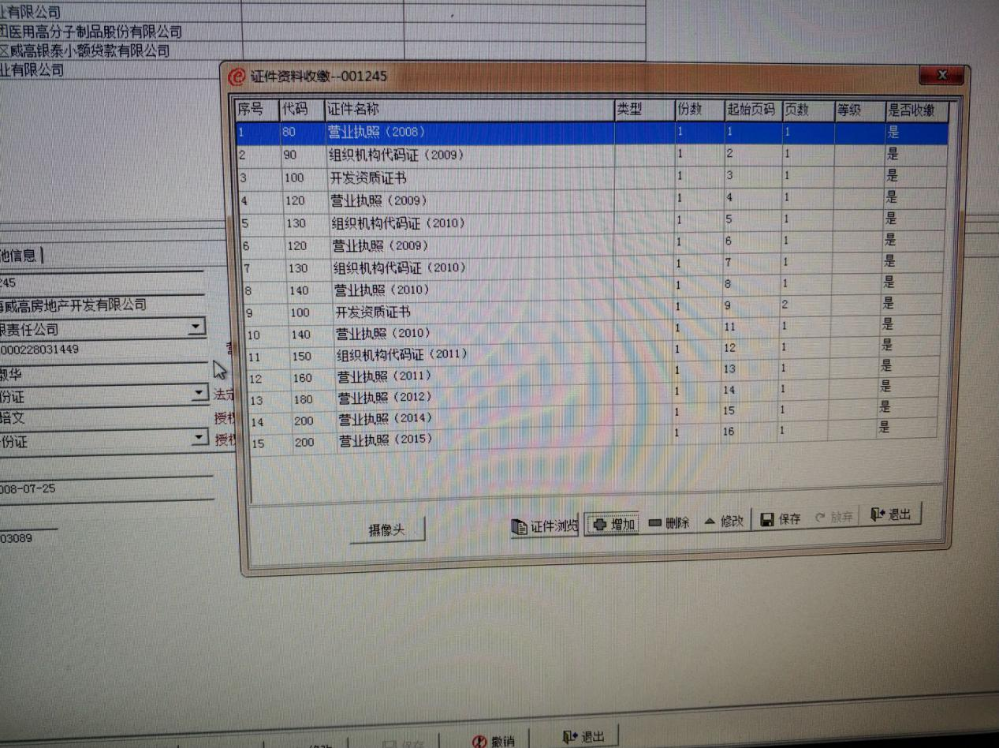 业有限公司
团医用高分子制品股份有限公司
区威高银泰小额贷款有限公司
业有限公司
证件资料收缴--001245
序号 代码 证件名称 类型 份数 起始页码 页数 等级 是否收缴
1 80 营业执照（2008） 1 1 1 是
2 90 组织机构代码证（2009） 1 2 1 是
3 100 开发资质证书 1 3 1 是
4 120 营业执照（2009） 1 4 1 是
5 130 组织机构代码证（2010） 1 5 1 是
6 120 营业执照（2009） 1 6 1 是
7 130 组织机构代码证（2010） 1 7 1 是
8 140 营业执照（2010） 1 8 1 是
9 100 开发资质证书 1 9 2 是
10 140 营业执照（2010） 1 11 1 是
11 150 组织机构代码证（2011） 1 12 1 是
12 160 营业执照（2011） 1 13 1 是
13 180 营业执照（2012） 1 14 1 是
14 200 营业执照（2014） 1 15 1 是
15 200 营业执照（2015） 1 16 1 是
摄像头 证件浏览 增加 删除 修改 保存 放弃 退出
他信息
245
海威高房地产开发有限公司
限责任公司
000228031449
淑华
份证 法定
培文 授权
份证 授权
008-07-25
03089
修改 保存 撤销 退出